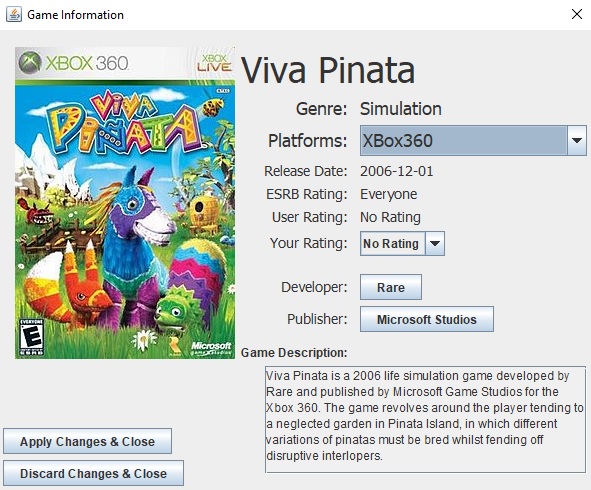 Game Information
XBOX 360
XBOX
LIVE
VIVA
PIÑATA
EVERYONE
E
ESRB
Microsoft
game studios
Viva Pinata
Genre: Simulation
Platforms: XBox360
Release Date: 2006-12-01
ESRB Rating: Everyone
User Rating: No Rating
Your Rating: No Rating
Developer: Rare
Publisher: Microsoft Studios
Game Description:
Viva Pinata is a 2006 life simulation game developed by
Rare and published by Microsoft Game Studios for the
Xbox 360. The game revolves around the player tending to
a neglected garden in Pinata Island, in which different
variations of pinatas must be bred whilst fending off
disruptive interlopers.
Apply Changes & Close
Discard Changes & Close